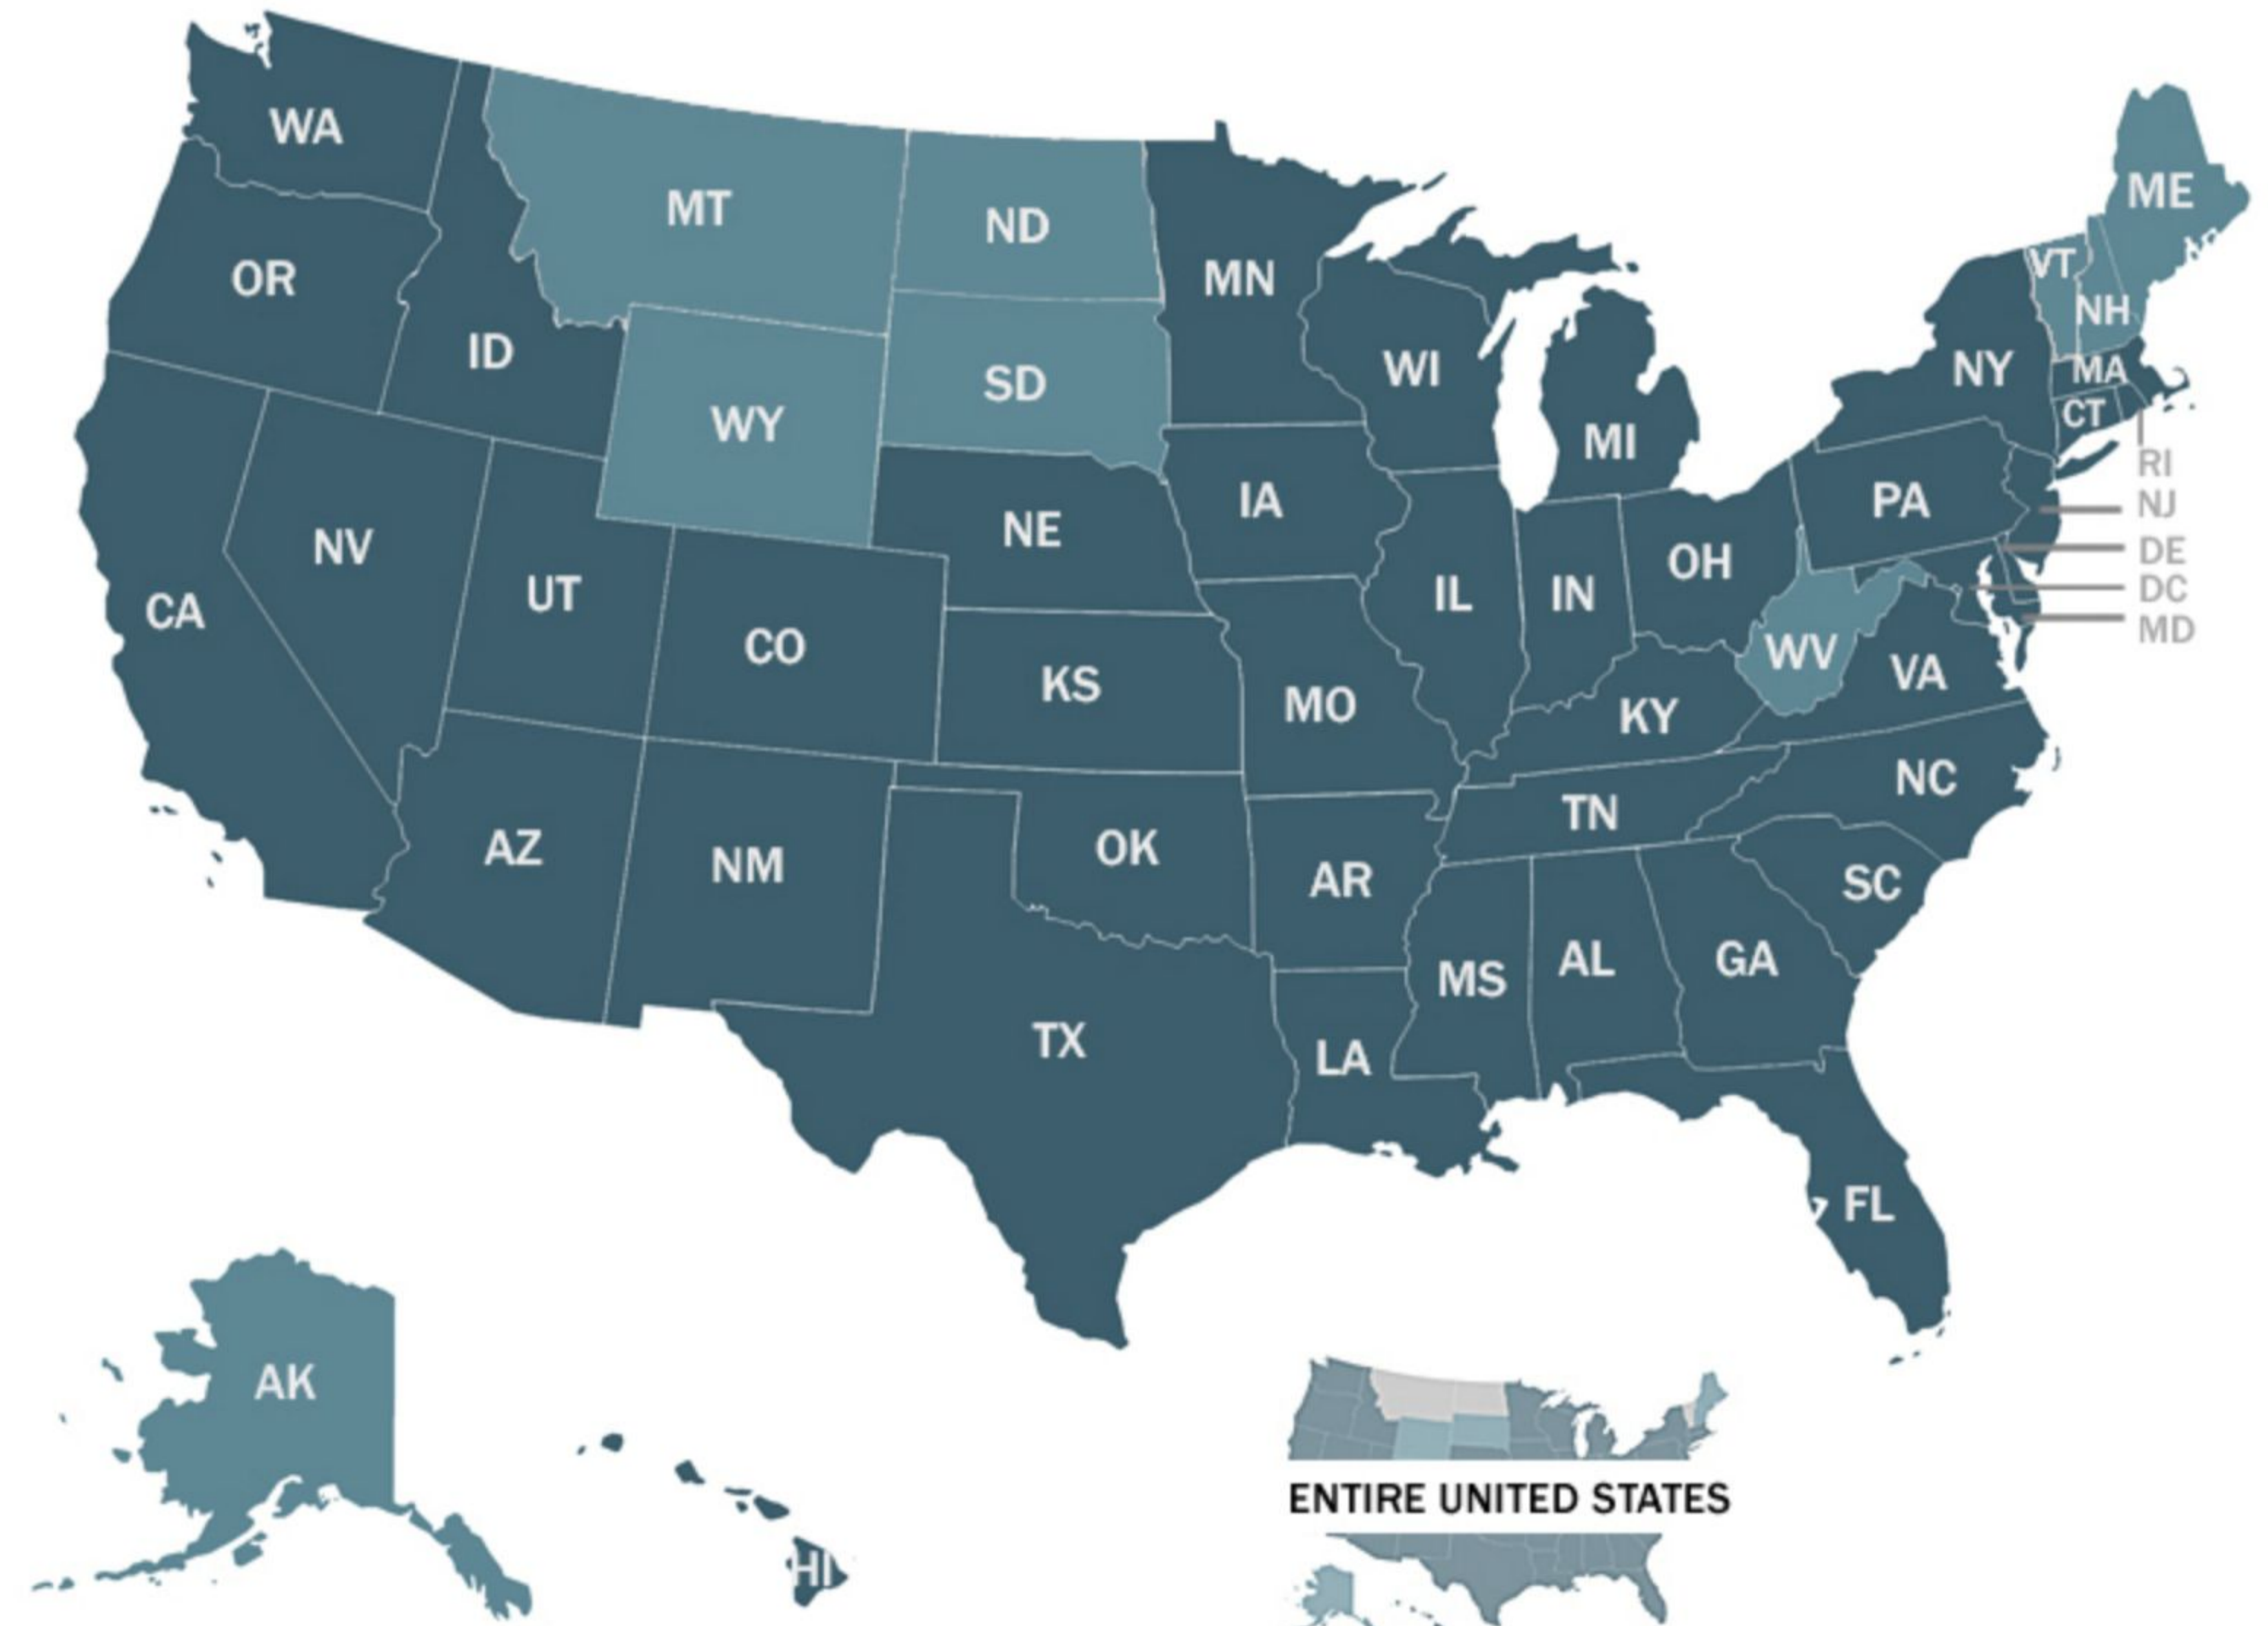 WA
MT
ND
ME
OR
MN
VT
ID
NH
WI
NY
SD
MA
WY
CT
MI
RI
IA
PA
NJ
NE
NV
OH
DE
UT
IL
IN
DC
CA
MD
CO
WV
KS
VA
MO
KY
NC
TN
AZ
OK
NM
AR
SC
MS
AL
GA
TX
LA
FL
AK
ENTIRE UNITED STATES
HI